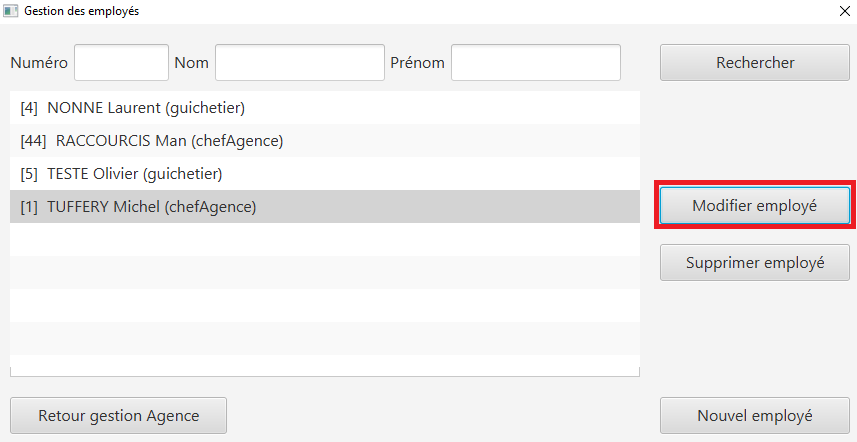 Gestion des employés
Numéro Nom Prénom Rechercher
[4] NONNE Laurent (guichetier)
[44] RACCOURCIS Man (chefAgence)
[5] TESTE Olivier (guichetier)
[1] TUFFERY Michel (chefAgence)
Modifier employé
Supprimer employé
Retour gestion Agence
Nouvel employé